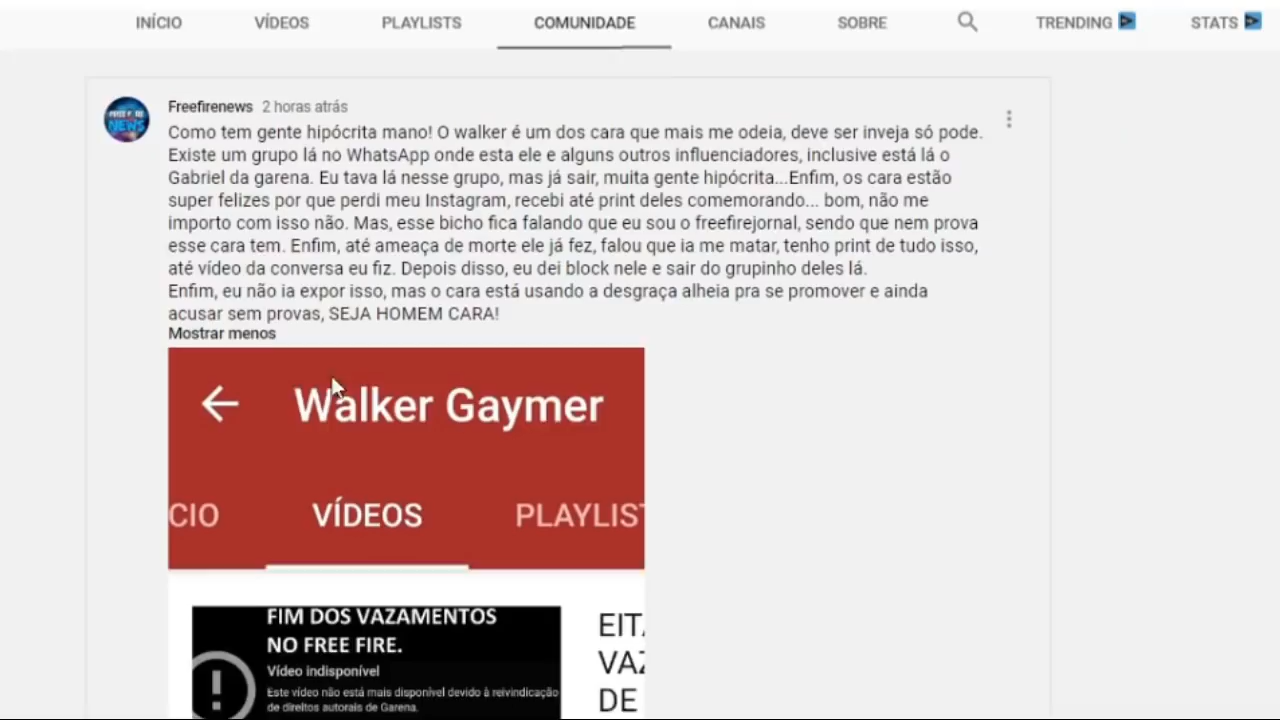 INÍCIO VÍDEOS PLAYLISTS COMUNIDADE CANAIS SOBRE TRENDING STATS
Freefirenews 2 horas atrás
Como tem gente hipócrita mano! O walker é um dos cara que mais me odeia, deve ser inveja só pode.
Existe um grupo lá no WhatsApp onde esta ele e alguns outros influenciadores, inclusive está lá o
Gabriel da garena. Eu tava lá nesse grupo, mas já sair, muita gente hipócrita...Enfim, os cara estão
super felizes por que perdi meu Instagram, recebi até print deles comemorando... bom, não me
importo com isso não. Mas, esse bicho fica falando que eu sou o freefirejornal, sendo que nem prova
esse cara tem. Enfim, até ameaça de morte ele já fez, falou que ia me matar, tenho print de tudo isso,
até vídeo da conversa eu fiz. Depois disso, eu dei block nele e sair do grupinho deles lá.
Enfim, eu não ia expor isso, mas o cara está usando a desgraça alheia pra se promover e ainda
acusar sem provas, SEJA HOMEM CARA!
Mostrar menos
Walker Gaymer
CIO VÍDEOS PLAYLIST
FIM DOS VAZAMENTOS
NO FREE FIRE.
Vídeo indisponível
Este vídeo não está mais disponível devido à reivindicação
de direitos autorais de Garena.
EITA
VAZ
DE